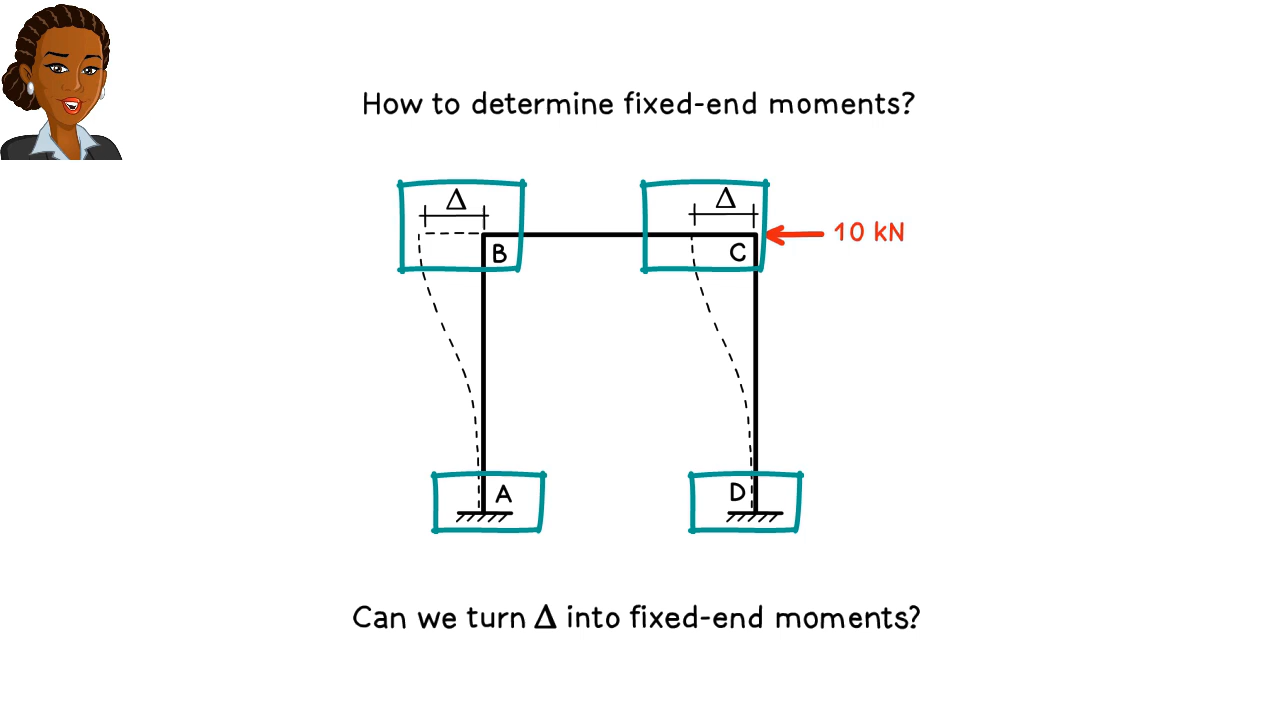 How to determine fixed-end moments?
Δ Δ
B C 10 kN
A D
Can we turn Δ into fixed-end moments?